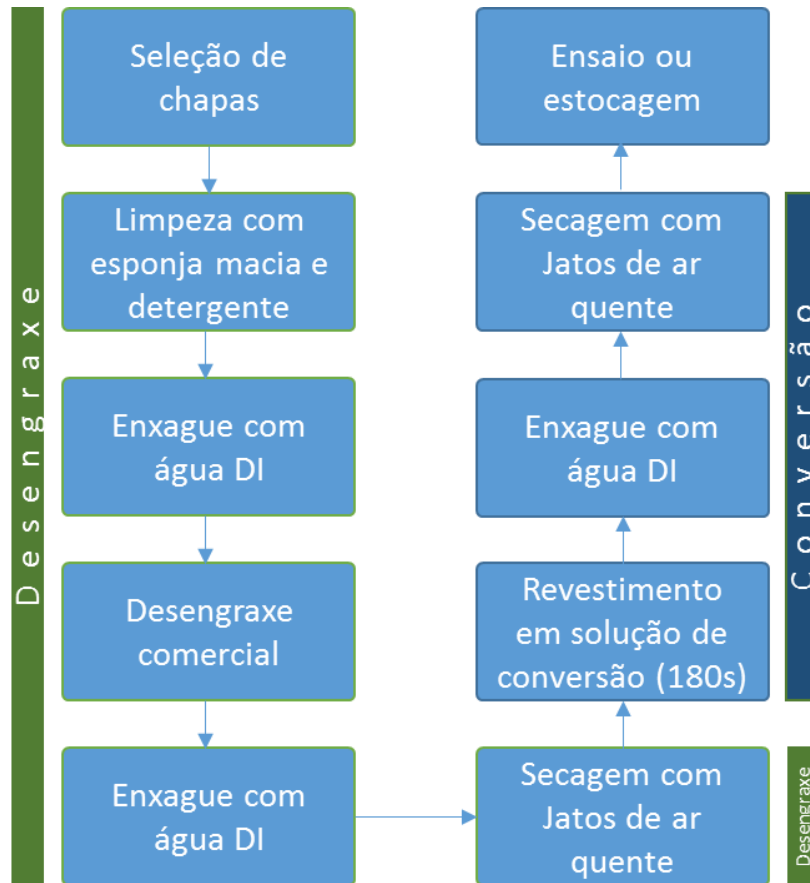 Desengraxe
Seleção de
chapas
Limpeza com
esponja macia e
detergente
Enxague com
água DI
Desengraxe
comercial
Enxague com
água DI
Secagem com
Jatos de ar
quente
Desengraxe
Revestimento
em solução de
conversão (180s)
Enxague com
água DI
Secagem com
Jatos de ar
quente
Conversão
Ensaio ou
estocagem